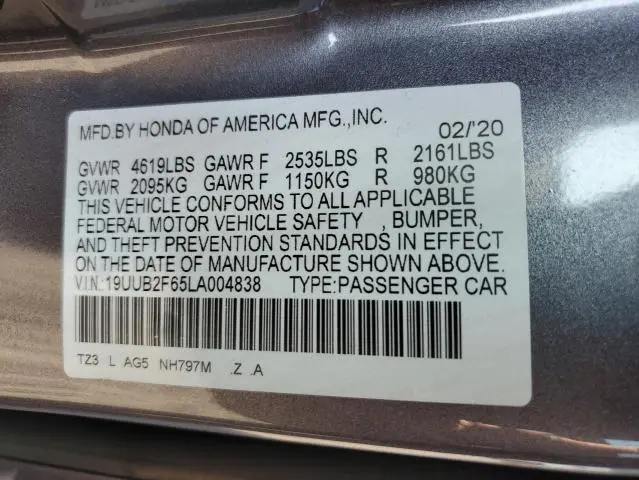 MFD.BY HONDA OF AMERICA MFG.,INC. 02/'20
GVWR 4619LBS GAWR F 2535LBS R 2161LBS
GVWR 2095KG GAWR F 1150KG R 980KG
THIS VEHICLE CONFORMS TO ALL APPLICABLE
FEDERAL MOTOR VEHICLE SAFETY , BUMPER,
AND THEFT PREVENTION STANDARDS IN EFFECT
ON THE DATE OF MANUFACTURE SHOWN ABOVE.
V.I.N.:19UUB2F65LA004838 TYPE:PASSENGER CAR
TZ3 L AG5 NH797M .Z .A